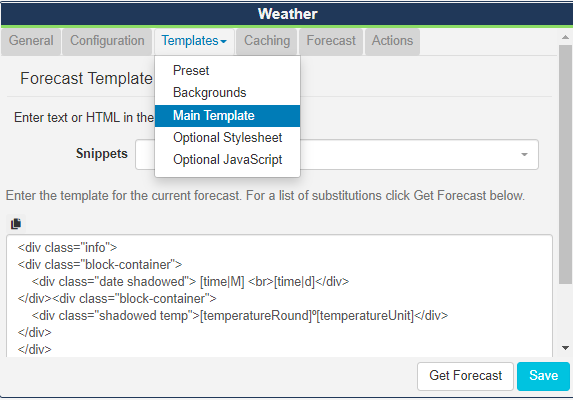 Weather
General Configuration Templates Caching Forecast Actions
Preset
Backgrounds
Main Template
Optional Stylesheet
Optional JavaScript
Forecast Template
Enter text or HTML in the
Snippets
Enter the template for the current forecast. For a list of substitutions click Get Forecast below.
<div class="info">
<div class="block-container">
<div class="date shadowed"> [time|M] <br>[time|d]</div>
</div><div class="block-container">
<div class="shadowed temp">[temperatureRound]º[temperatureUnit]</div>
</div>
</div>
Get Forecast Save